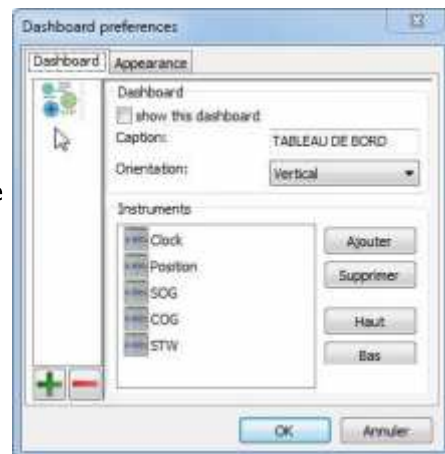 Dashboard preferences
Dashboard Appearance
Dashboard
show this dashboard
Caption: TABLEAU DE BORD
Orientation: Vertical
Instruments
Clock
Position
SOG
COG
STW
Ajouter
Supprimer
Haut
Bas
OK Annuler
e